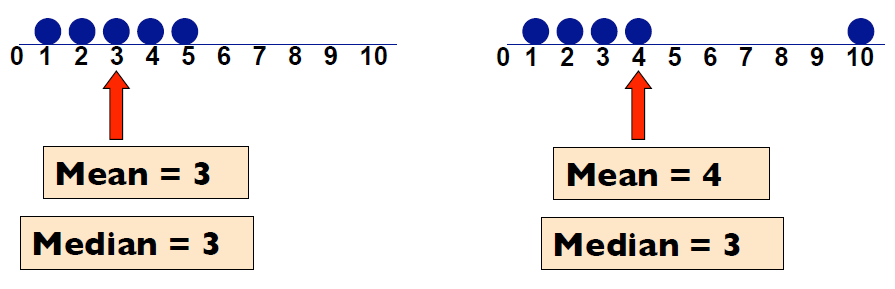 0 1 2 3 4 5 6 7 8 9 10
Mean = 3
Median = 3
0 1 2 3 4 5 6 7 8 9 10
Mean = 4
Median = 3